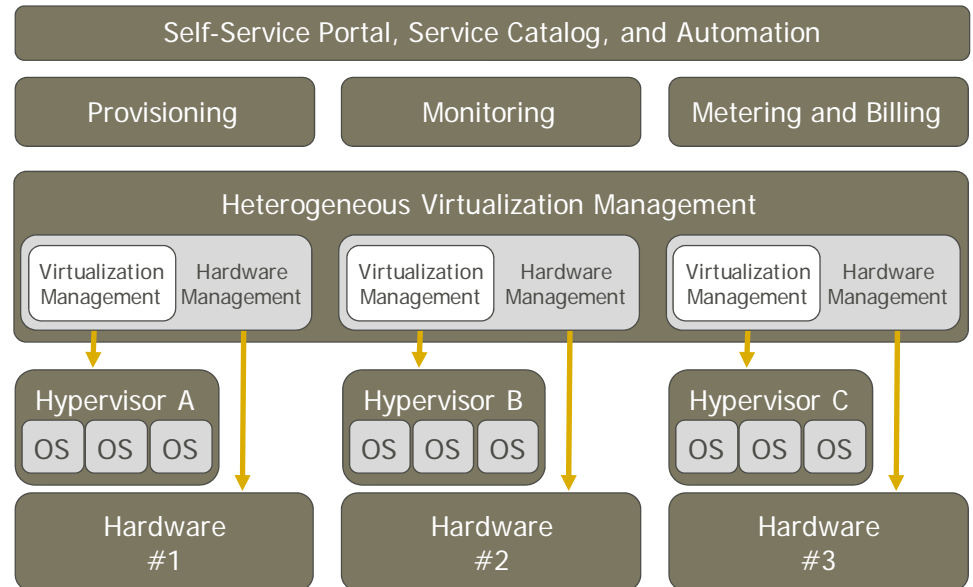 Self-Service Portal, Service Catalog, and Automation
Provisioning
Monitoring
Metering and Billing
Heterogeneous Virtualization Management
Virtualization
Management
Hardware
Management
Virtualization
Management
Hardware
Management
Virtualization
Management
Hardware
Management
Hypervisor A
OS OS OS
Hypervisor B
OS OS OS
Hypervisor C
OS OS OS
Hardware
#1
Hardware
#2
Hardware
#3